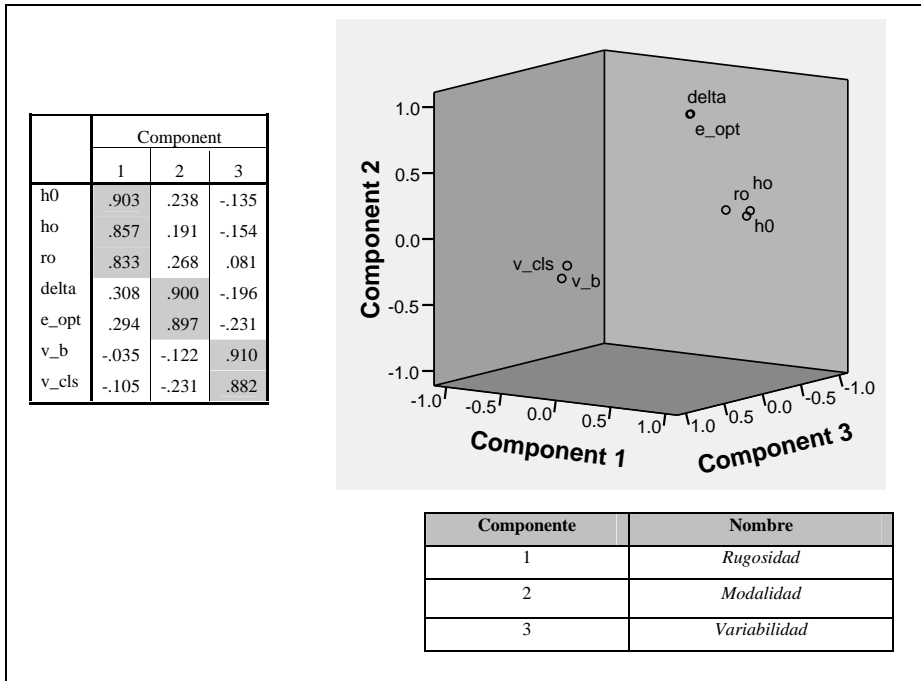 Component
1 2 3
h0 .903 .238 -.135
ho .857 .191 -.154
ro .833 .268 .081
delta .308 .900 -.196
e_opt .294 .897 -.231
v_b -.035 -.122 .910
v_cls -.105 -.231 .882
Component 2
1.0
0.5
0.0
-0.5
-1.0
delta
e_opt
ro ho
h0
v_cls
v_b
-1.0 -0.5 0.0 0.5 1.0
Component 1
1.0 0.5 0.0 -0.5 -1.0
Component 3
Componente Nombre
1 Rugosidad
2 Modalidad
3 Variabilidad